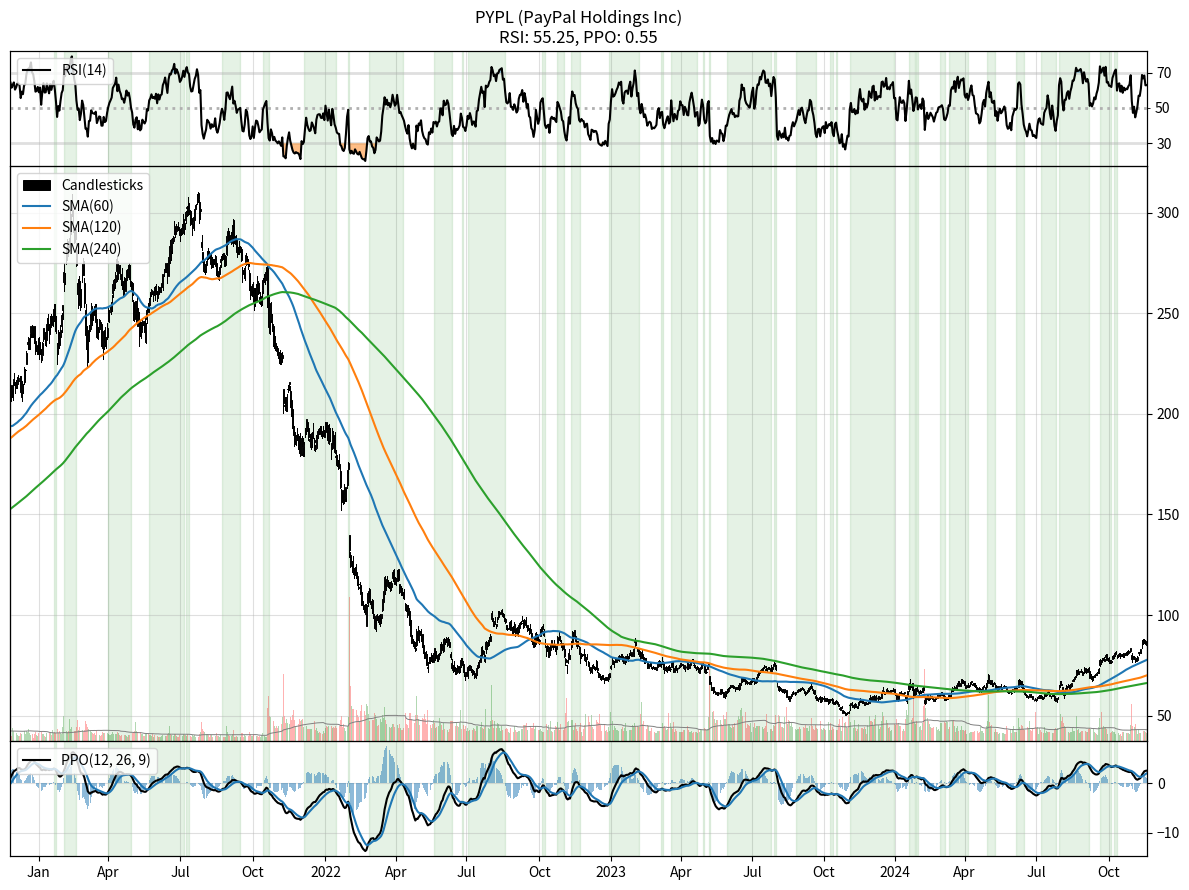 PYPL (PayPal Holdings Inc)
RSI: 55.25, PPO: 0.55
RSI(14)
70
50
30
Candlesticks
SMA(60)
SMA(120)
SMA(240)
300
250
200
150
100
50
PPO(12, 26, 9)
0
−10
Jan Apr Jul Oct 2022 Apr Jul Oct 2023 Apr Jul Oct 2024 Apr Jul Oct